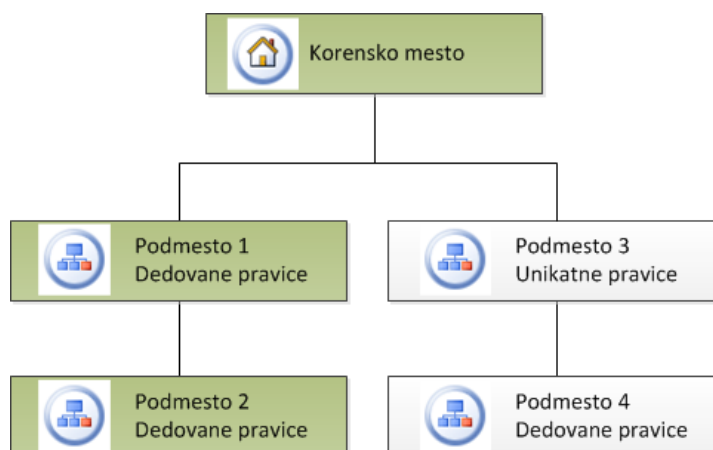 Korensko mesto
Podmesto 1
Dedovane pravice
Podmesto 3
Unikatne pravice
Podmesto 2
Dedovane pravice
Podmesto 4
Dedovane pravice